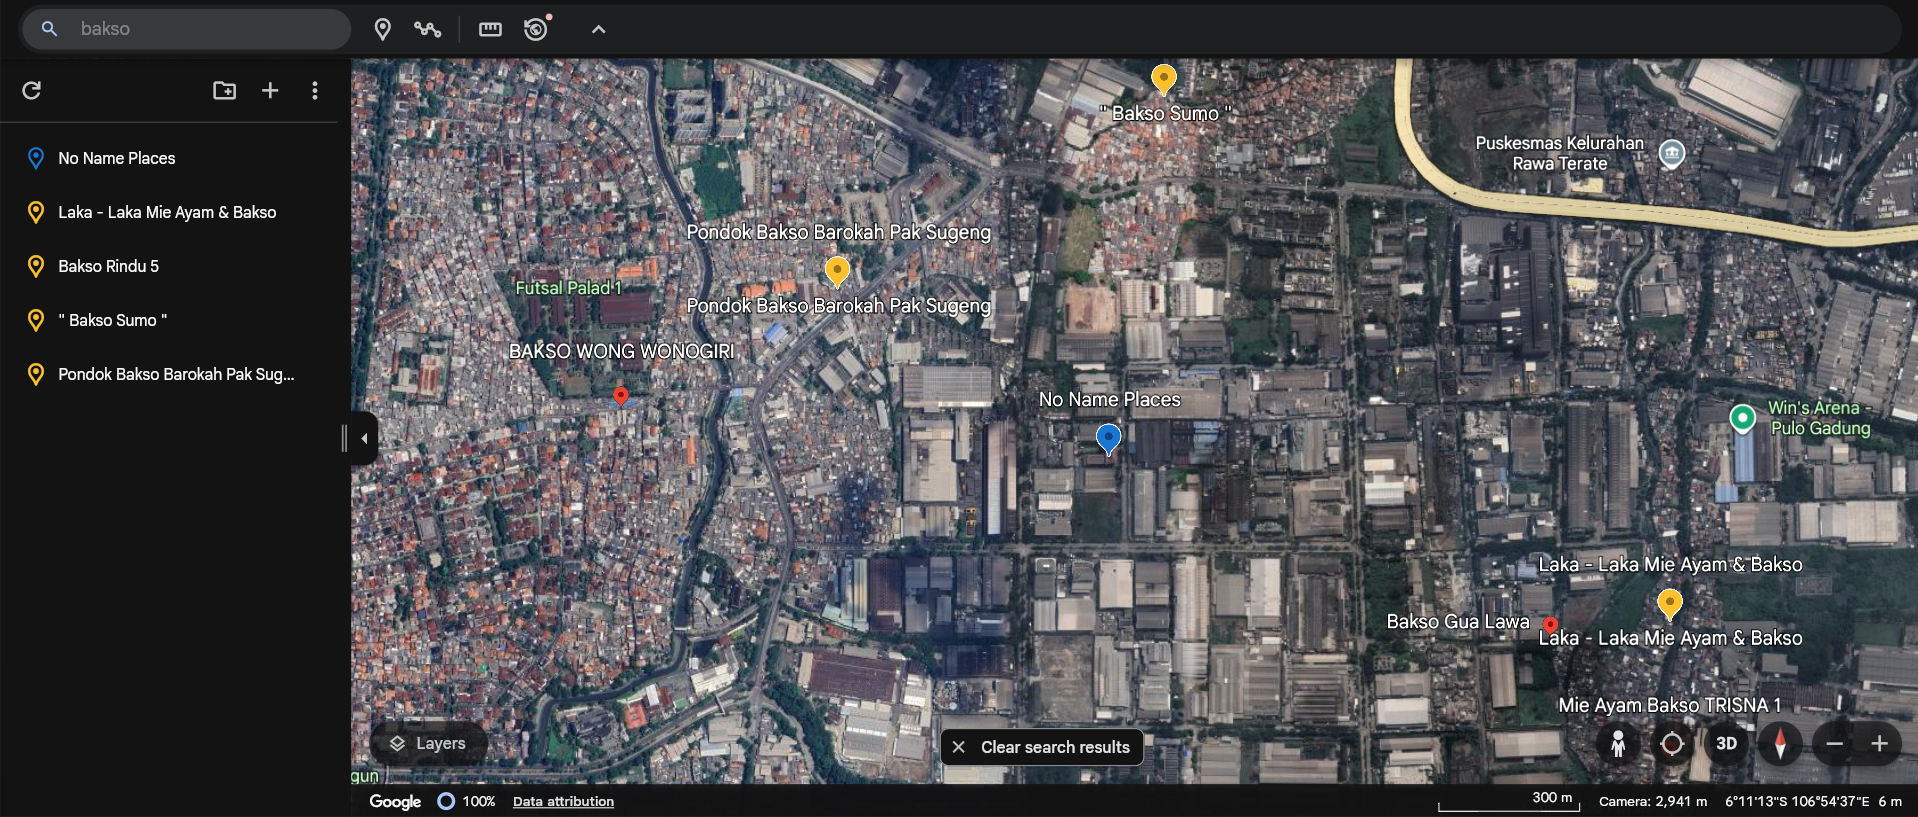 bakso
No Name Places
Laka - Laka Mie Ayam & Bakso
Bakso Rindu 5
" Bakso Sumo "
Pondok Bakso Barokah Pak Sug...
" Bakso Sumo "
Puskesmas Kelurahan
Rawa Terate
Pondok Bakso Barokah Pak Sugeng
Futsal Palad 1
Pondok Bakso Barokah Pak Sugeng
BAKSO WONG WONOGIRI
No Name Places
Win's Arena -
Pulo Gadung
Laka - Laka Mie Ayam & Bakso
Bakso Gua Lawa
Laka - Laka Mie Ayam & Bakso
Mie Ayam Bakso TRISNA 1
Layers
Clear search results
3D
gun
Google
100%
Data attribution
300 m
Camera: 2,941 m
6°11'13"S 106°54'37"E
6 m